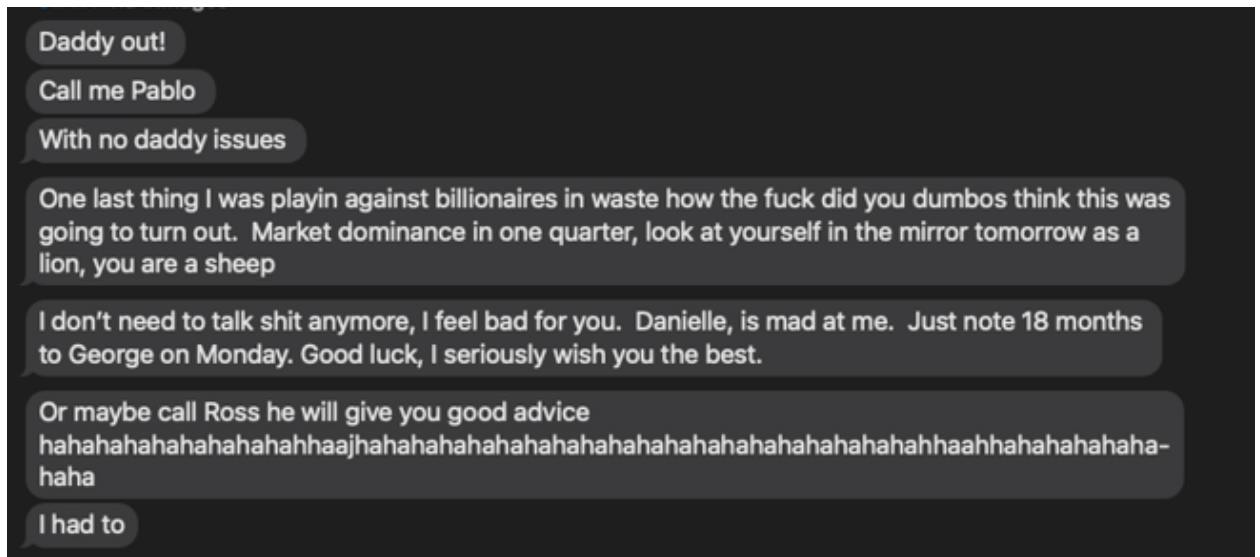 Daddy out!
Call me Pablo
With no daddy issues
One last thing I was playin against billionaires in waste how the fuck did you dumbos think this was
going to turn out.  Market dominance in one quarter, look at yourself in the mirror tomorrow as a
lion, you are a sheep
I don’t need to talk shit anymore, I feel bad for you.  Danielle, is mad at me.  Just note 18 months
to George on Monday. Good luck, I seriously wish you the best.
Or maybe call Ross he will give you good advice
hahahahahahahahahahhaajhahahahahahahahahahahahahahahahahahahahahhaahhahahahahaha-
haha
I had to